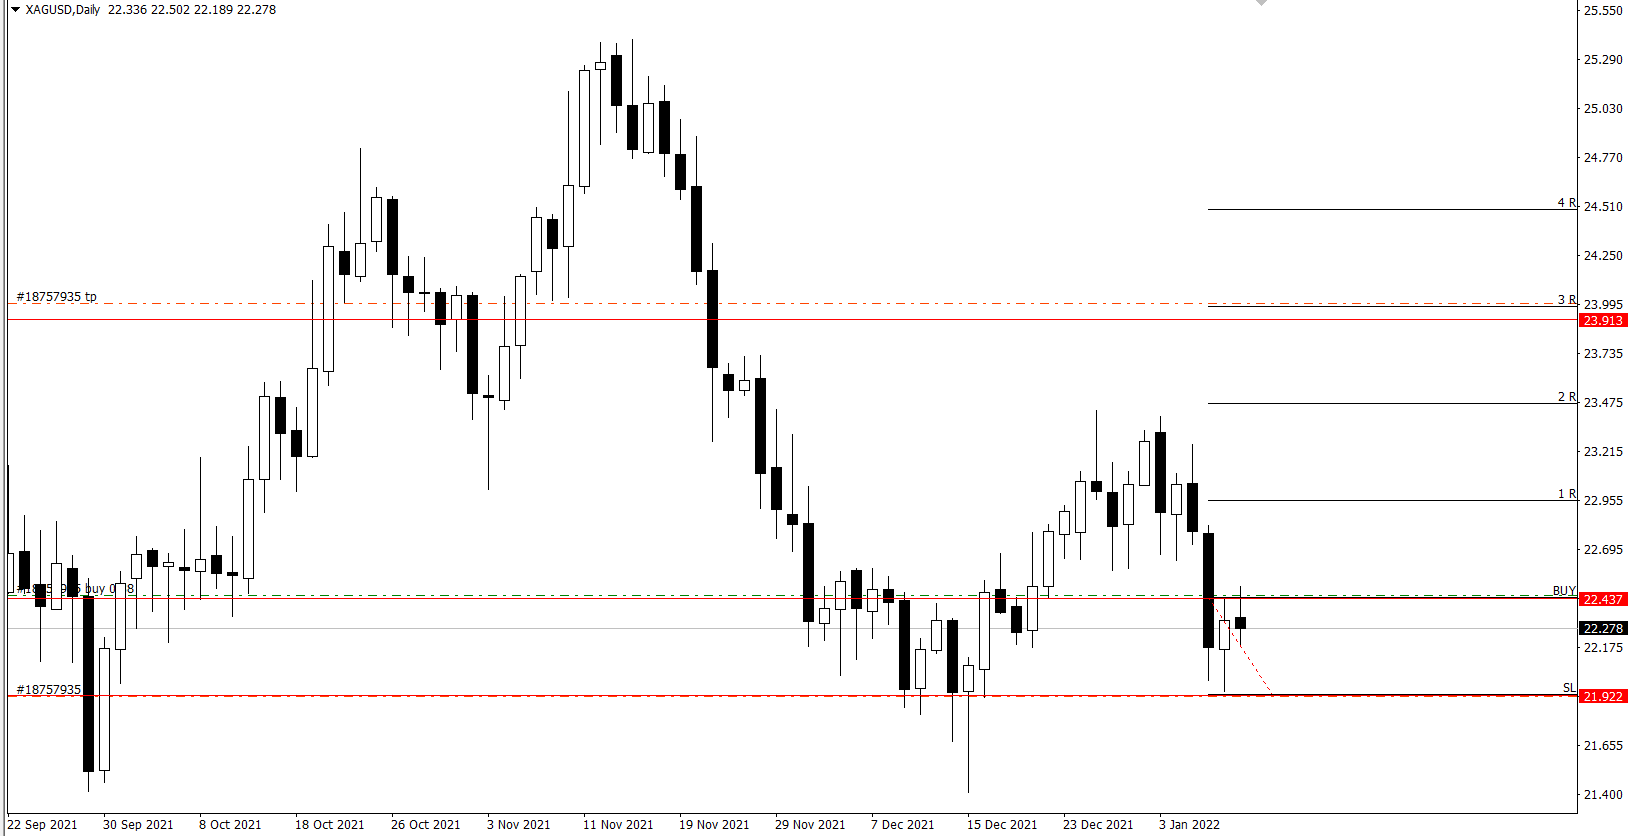 XAGUSD,Daily 22.336 22.502 22.189 22.278
25.550
25.290
25.030
24.770
4 R
24.510
24.250
#18757935 tp
3 R
23.995
23.913
23.735
2 R
23.475
23.215
1 R
22.955
22.695
buy
BUY
22.437
22.278
22.175
#18757935
SL
21.922
21.655
21.400
22 Sep 2021 30 Sep 2021 8 Oct 2021 18 Oct 2021 26 Oct 2021 3 Nov 2021 11 Nov 2021 19 Nov 2021 29 Nov 2021 7 Dec 2021 15 Dec 2021 23 Dec 2021 3 Jan 2022